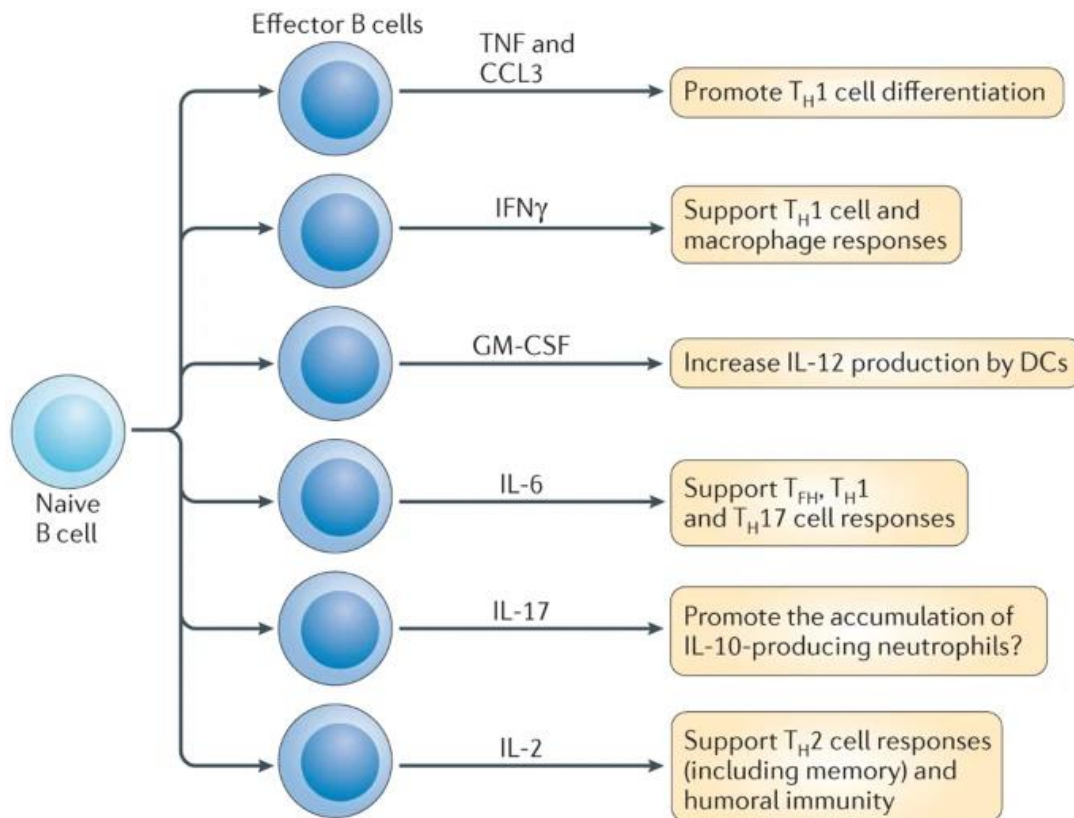 Effector B cells
TNF and
CCL3
Promote TH1 cell differentiation
IFNγ
Support TH1 cell and
macrophage responses
GM-CSF
Increase IL-12 production by DCs
Naive
B cell
IL-6
Support TFH, TH1
and TH17 cell responses
IL-17
Promote the accumulation of
IL-10-producing neutrophils?
IL-2
Support TH2 cell responses
(including memory) and
humoral immunity